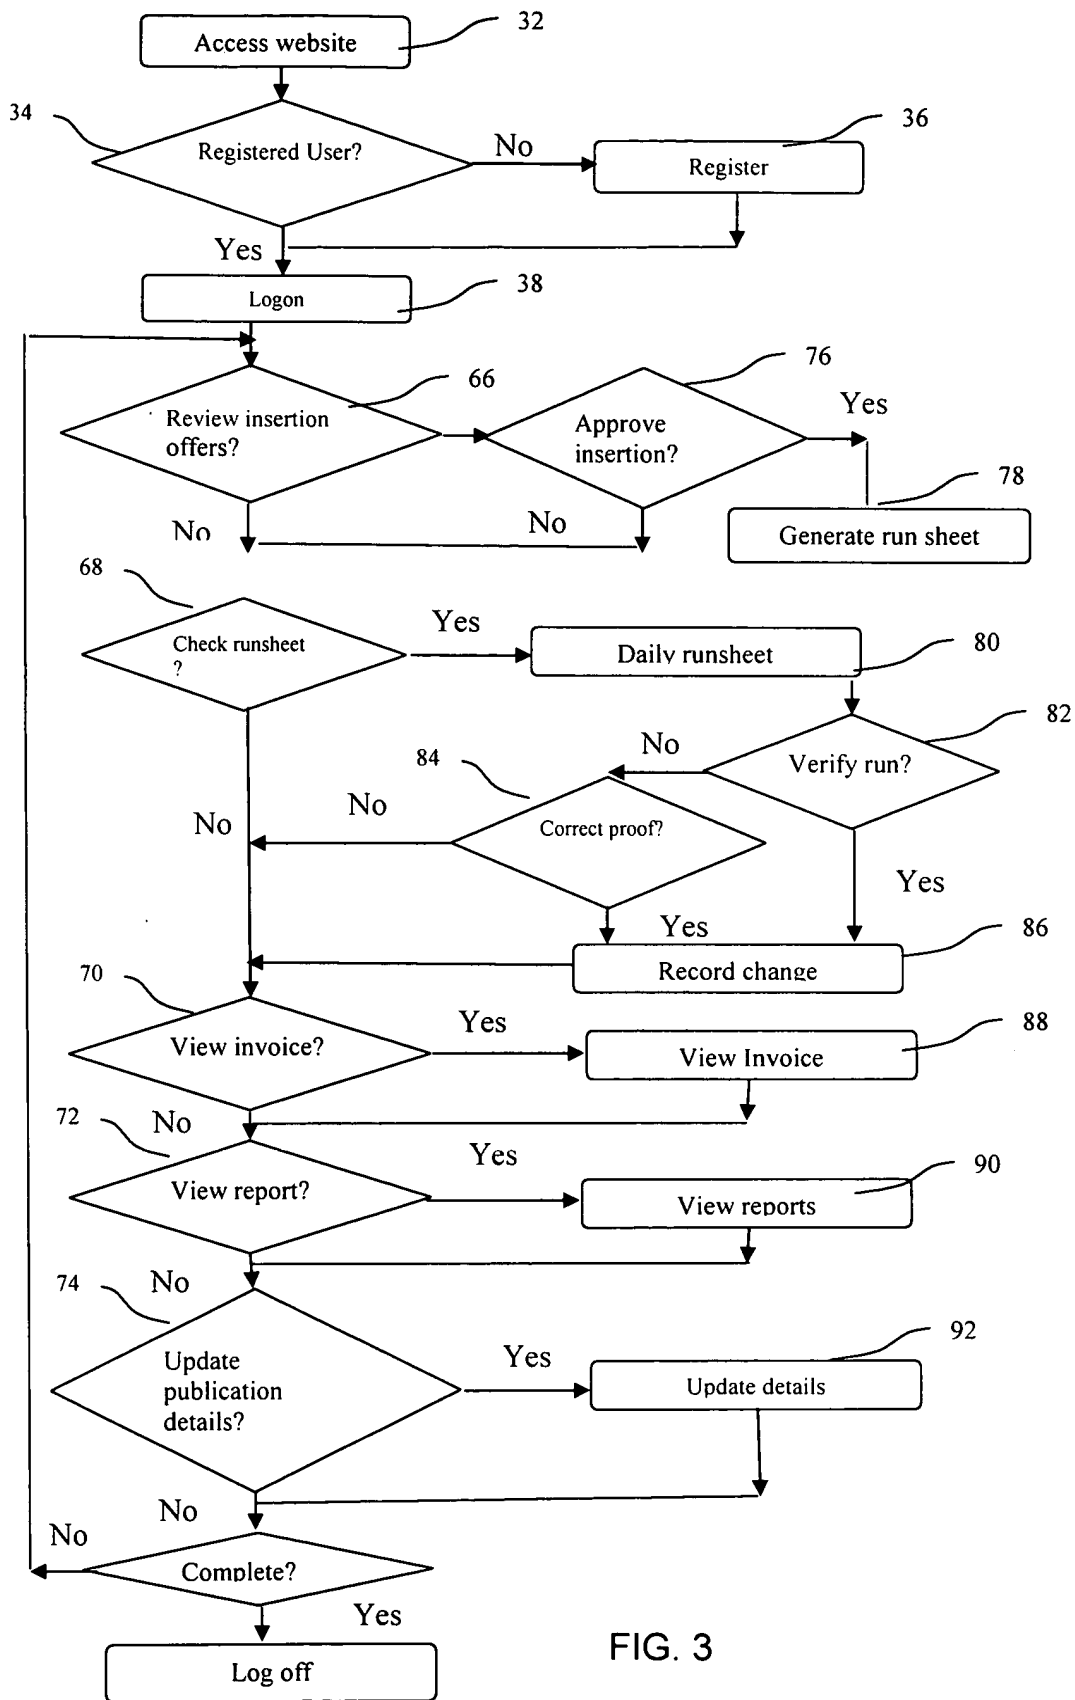 32
Access website
34
36
Registered User?
No
Register
Yes
38
Logon
76
66
Yes
Review insertion
offers?
Approve
insertion?
78
No
No
Generate run sheet
68
Yes
80
Check runsheet
?
Daily runsheet
82
No
84
Verify run?
No
No
Correct proof?
Yes
Yes
86
Record change
70
Yes
88
View invoice?
View Invoice
No
72
Yes
90
View report?
View reports
No
74
92
Yes
Update
publication
details?
Update details
No
No
Complete?
Yes
FIG. 3
Log off